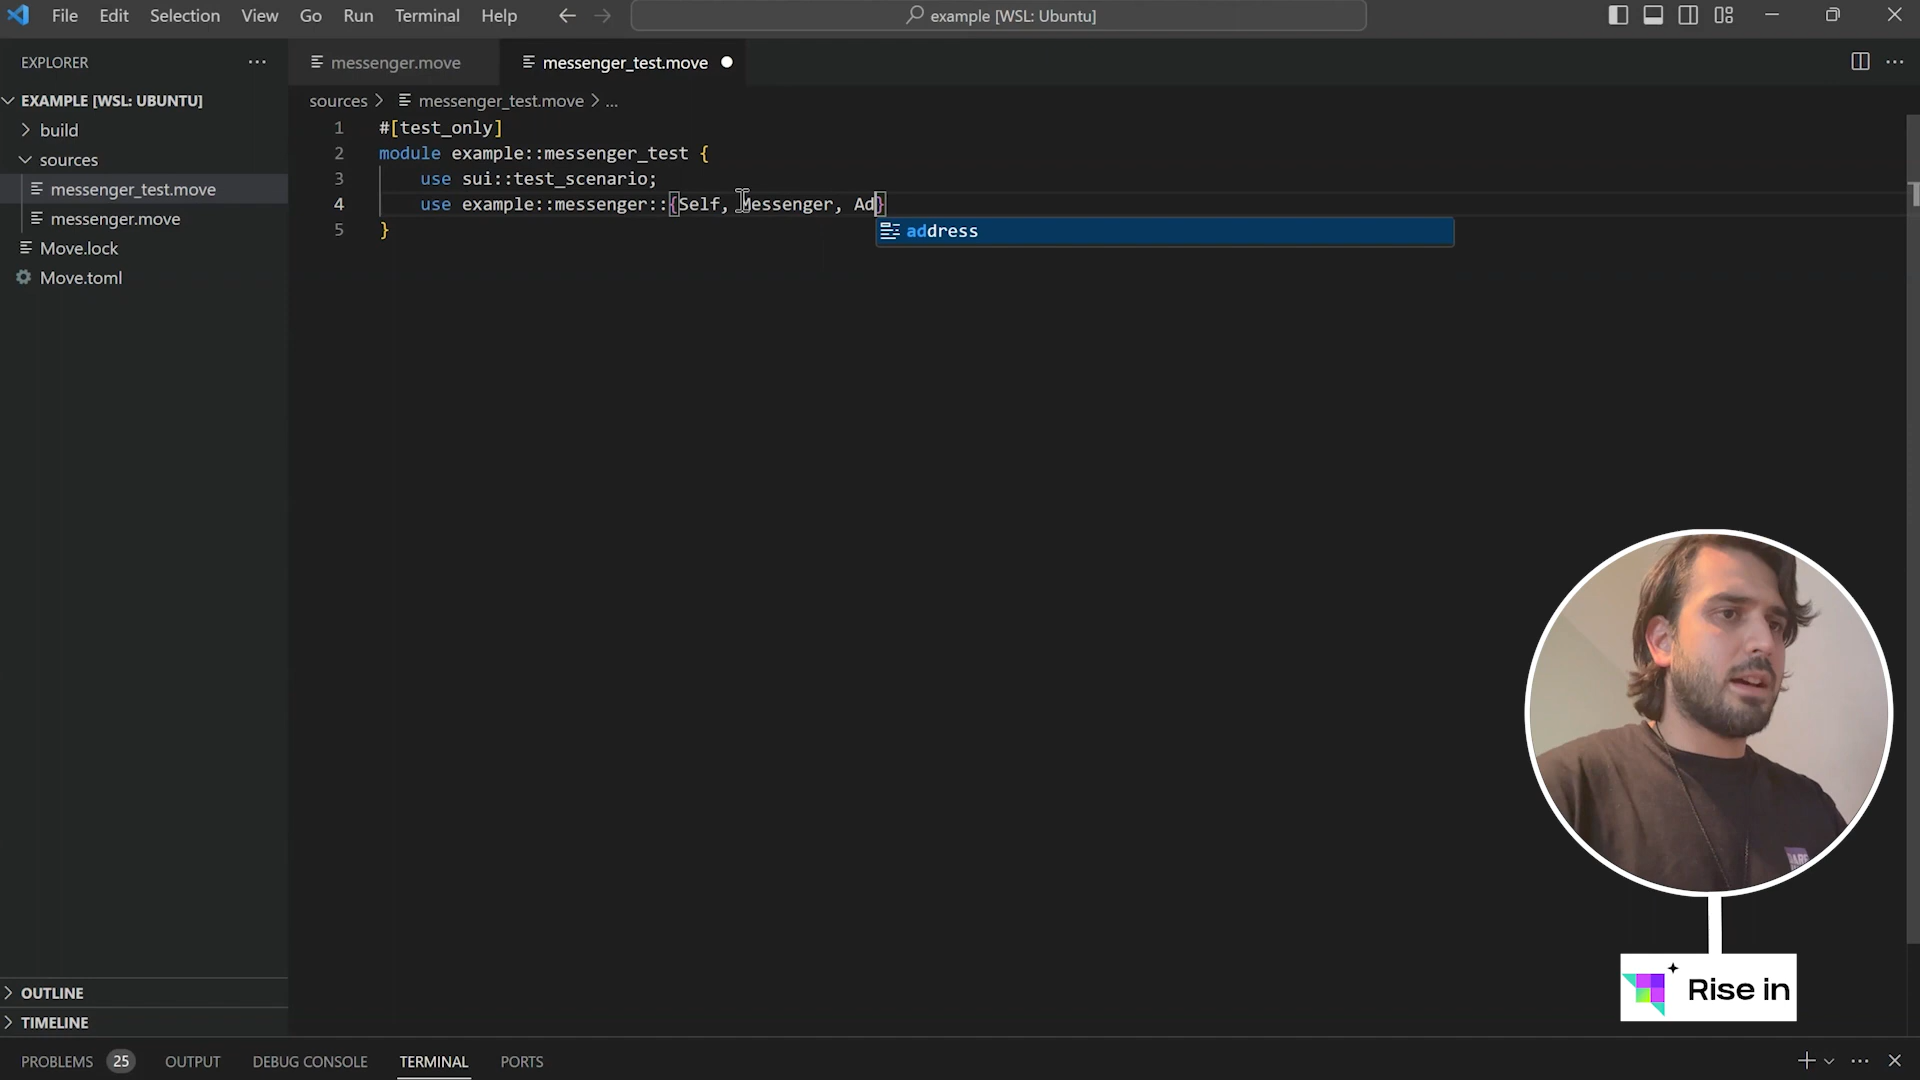 File Edit Selection View Go Run Terminal Help
example [WSL: Ubuntu]
EXPLORER
messenger.move
messenger_test.move
EXAMPLE [WSL: UBUNTU]
build
sources
messenger_test.move
messenger.move
Move.lock
Move.toml
sources > messenger_test.move > ...
1 #[test_only]
2 module example::messenger_test {
3 use sui::test_scenario;
4 use example::messenger::{Self, Messenger, Ad}
5 }
address
Rise in
OUTLINE
TIMELINE
PROBLEMS 25 OUTPUT DEBUG CONSOLE TERMINAL PORTS